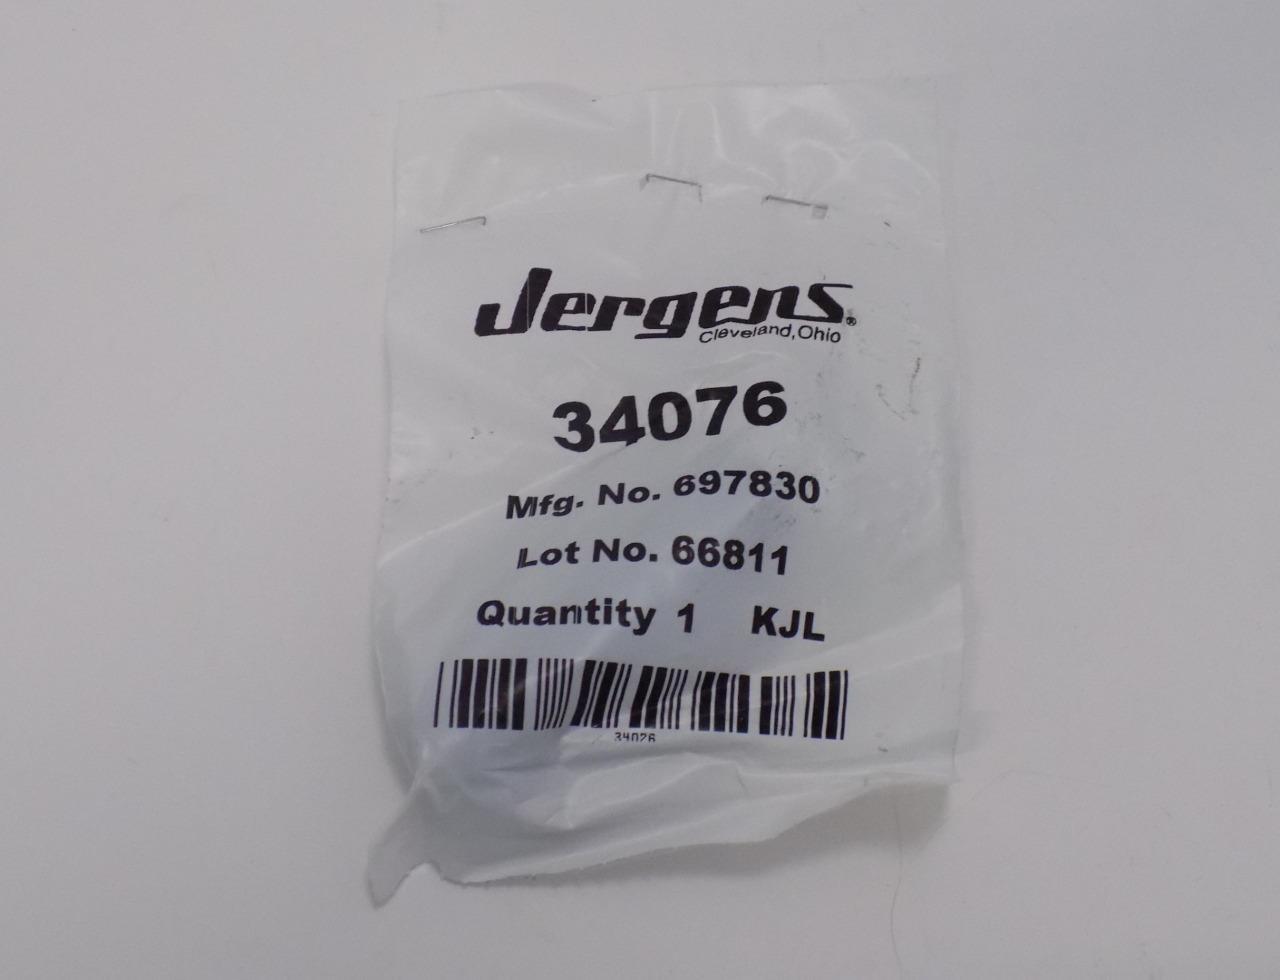 Jergens®
Cleveland, Ohio
34076
Mfg. No. 697830
Lot No. 66811
Quantity 1 KJL
34076